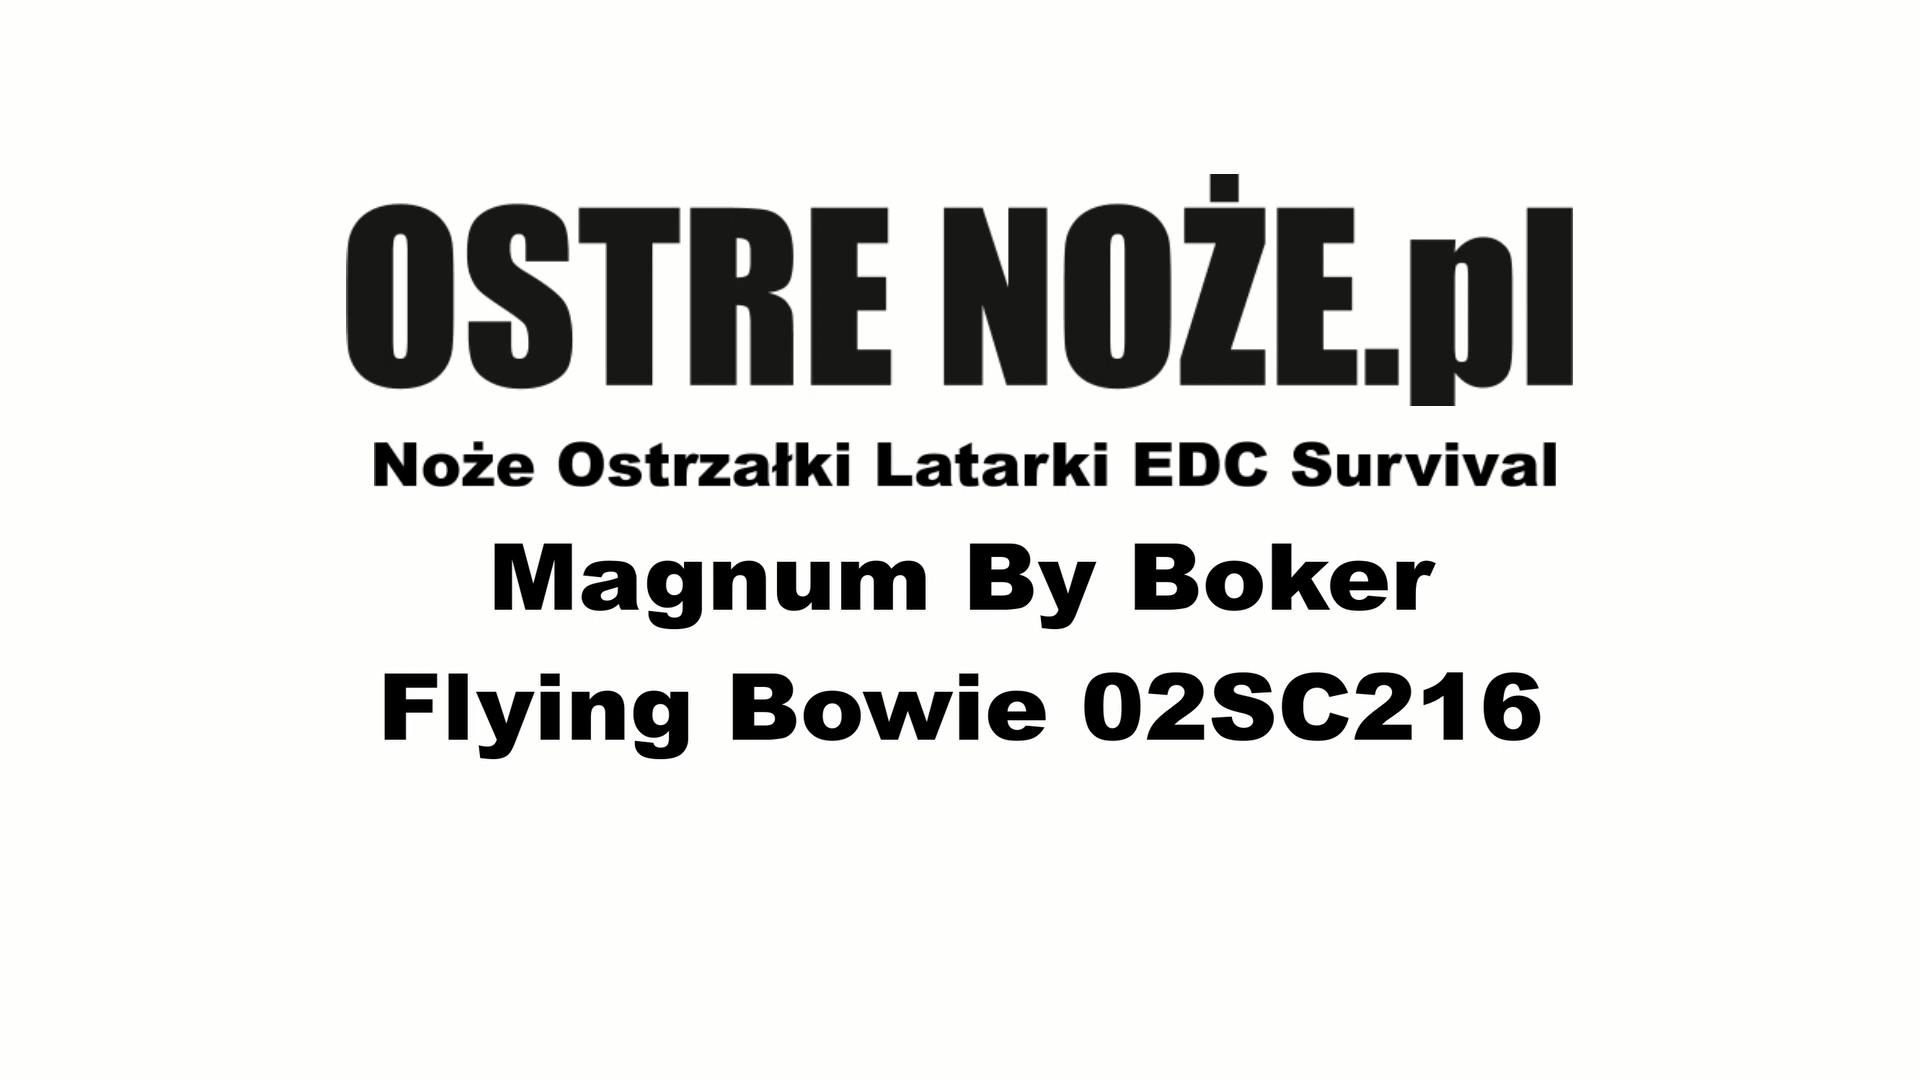 OSTRE NOŻE.pl
Noże Ostrzałki Latarki EDC Survival
Magnum By Boker
Flying Bowie 02SC216